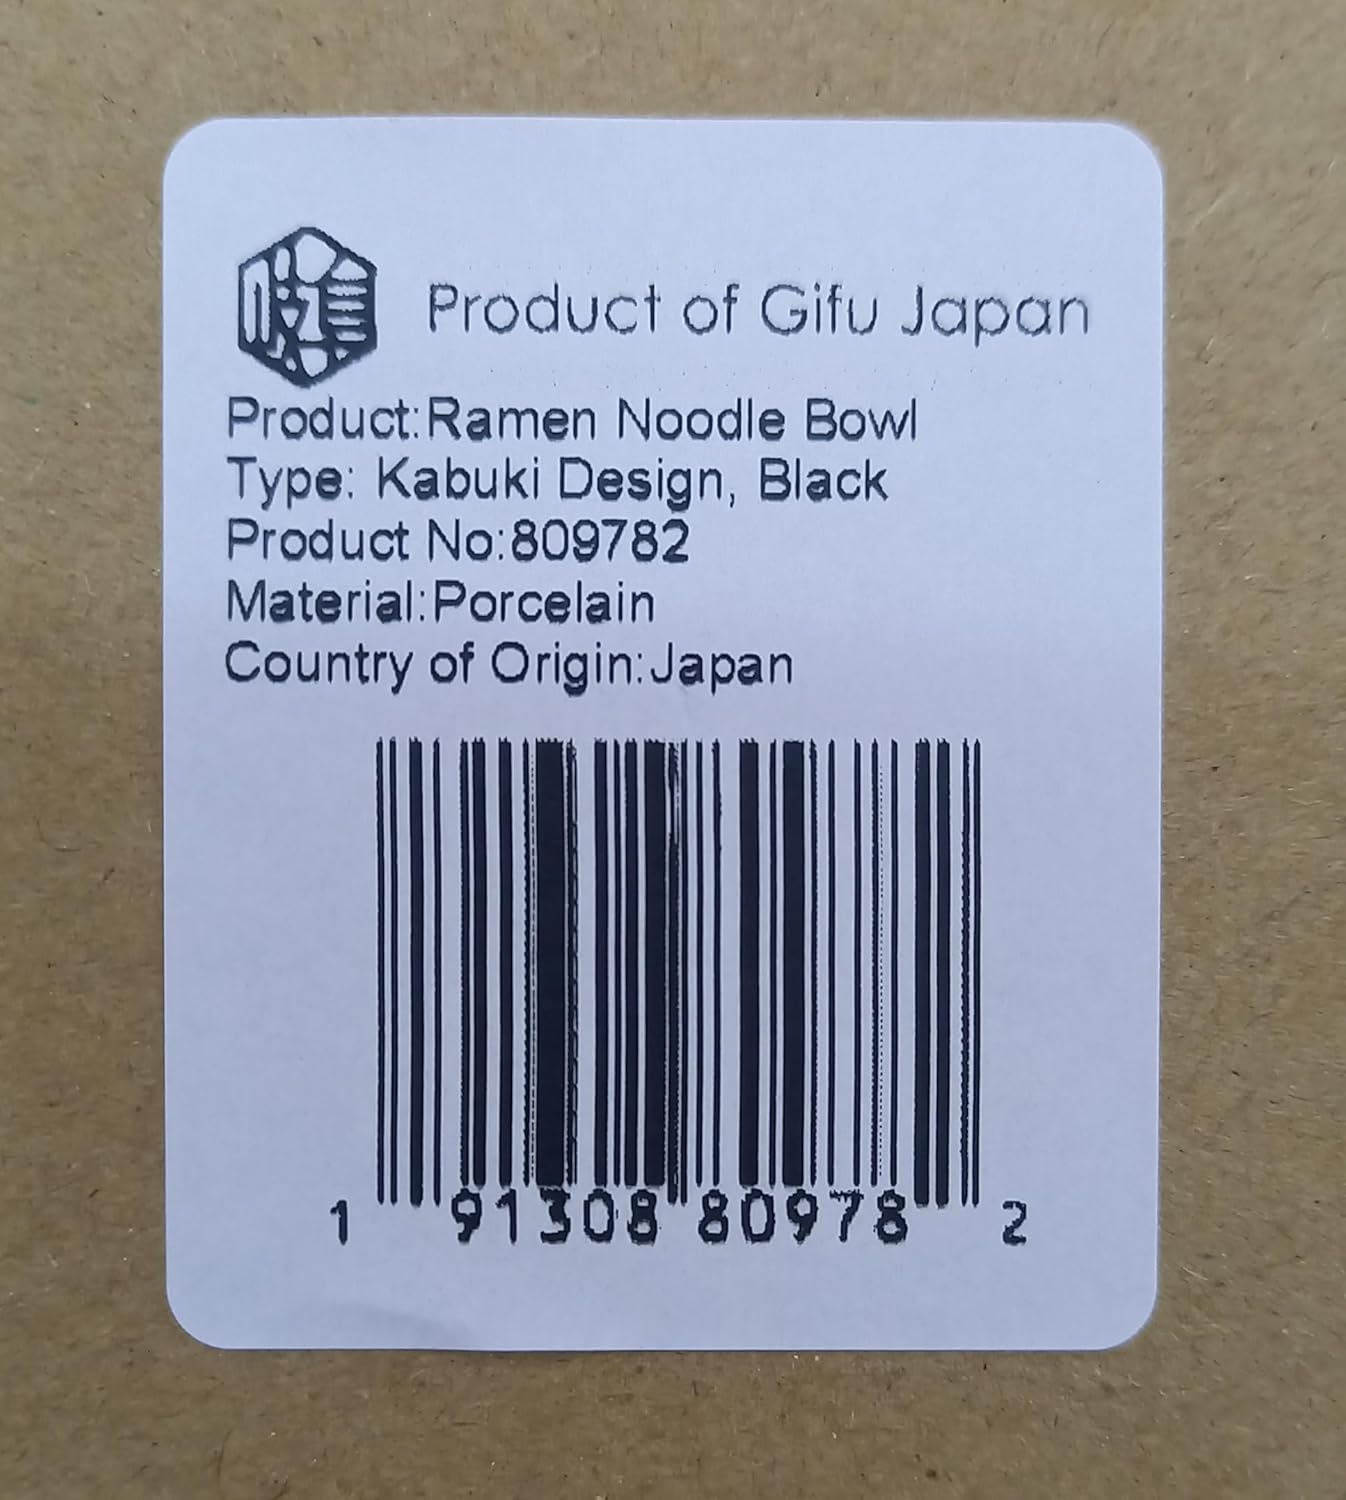 Product of Gifu Japan
Product:Ramen Noodle Bowl
Type: Kabuki Design, Black
Product No:809782
Material:Porcelain
Country of Origin:Japan
1 91308 80978 2